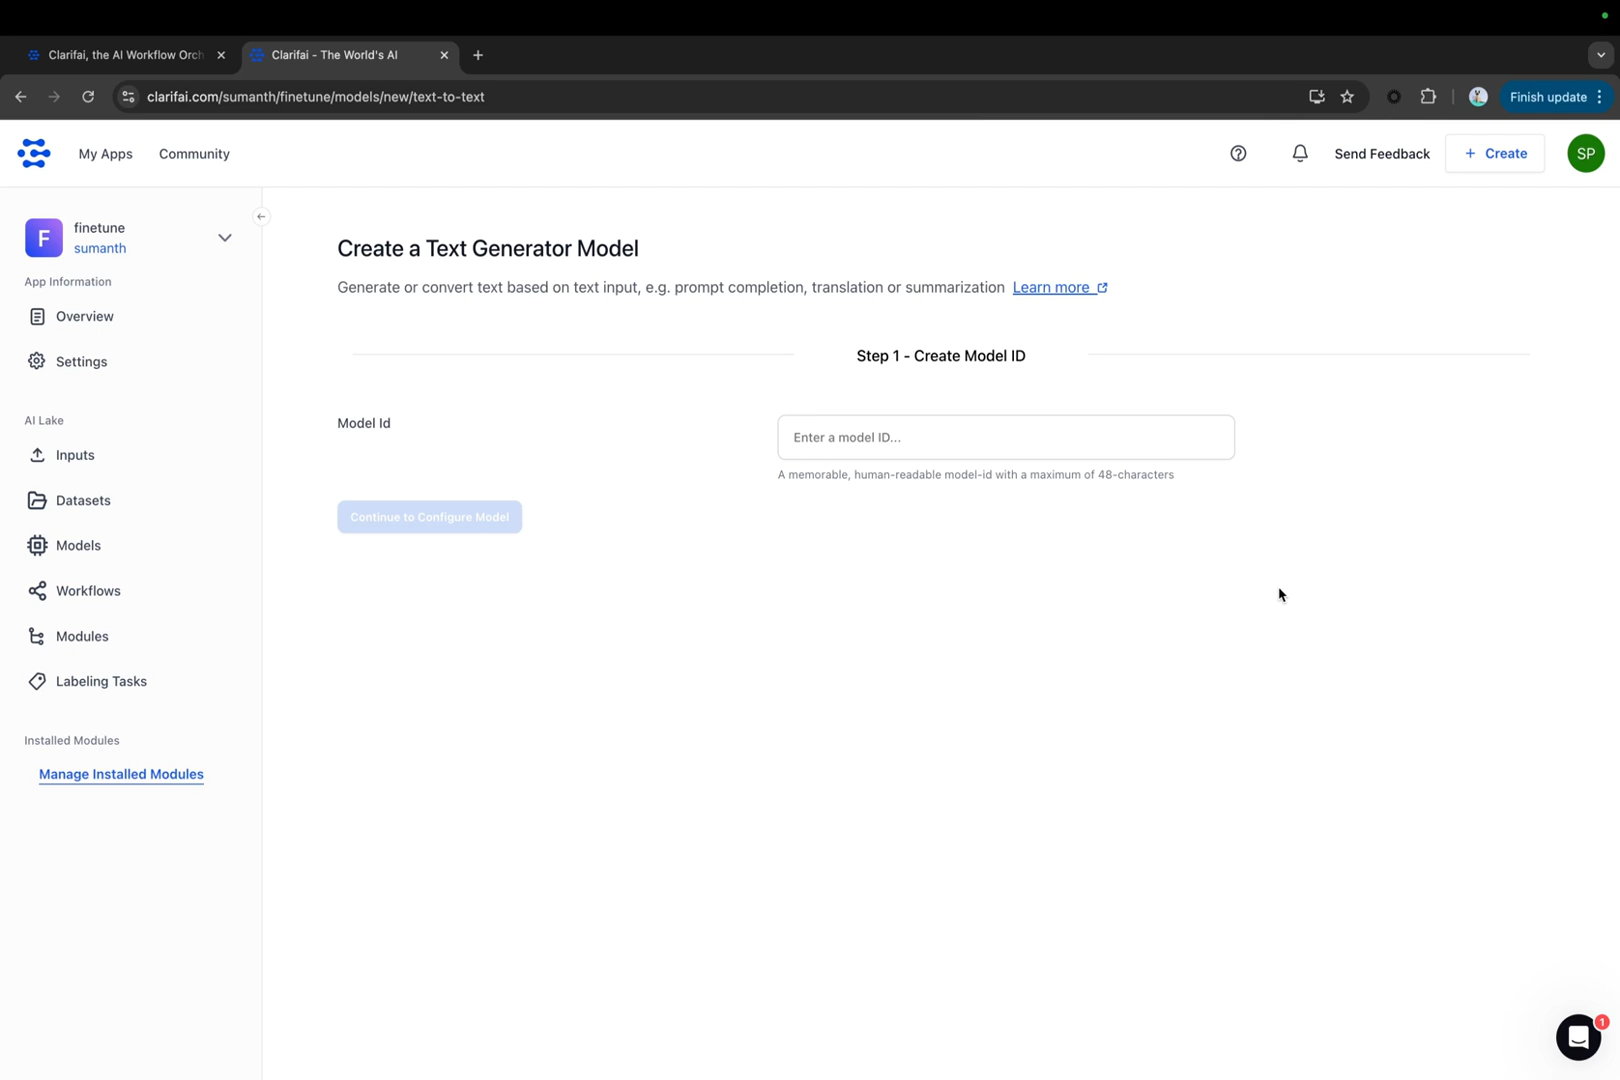 Clarifai, the AI Workflow Orch
Clarifai - The World's AI
clarifai.com/sumanth/finetune/models/new/text-to-text
Finish update
My Apps
Community
Send Feedback
+ Create
SP
F
finetune
sumanth
App Information
Overview
Settings
AI Lake
Inputs
Datasets
Models
Workflows
Modules
Labeling Tasks
Installed Modules
Manage Installed Modules
Create a Text Generator Model
Generate or convert text based on text input, e.g. prompt completion, translation or summarization Learn more
Step 1 - Create Model ID
Model Id
Enter a model ID...
A memorable, human-readable model-id with a maximum of 48-characters
Continue to Configure Model
1